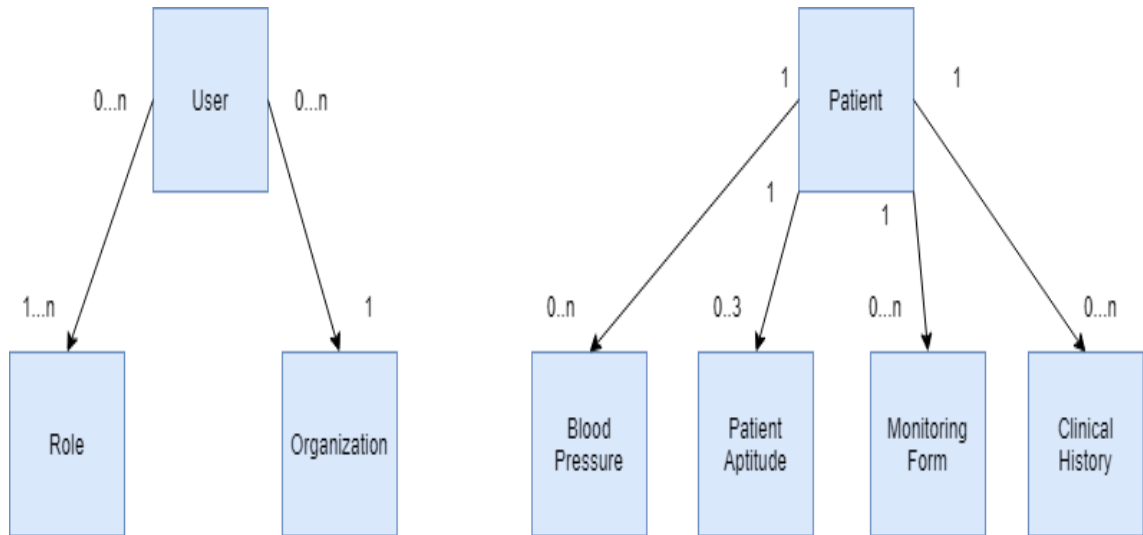 User
Patient
0...n
0...n
1
1
1
1
1...n
1
0..n
0..3
0...n
0...n
Role
Organization
Blood
Pressure
Patient
Aptitude
Monitoring
Form
Clinical
History